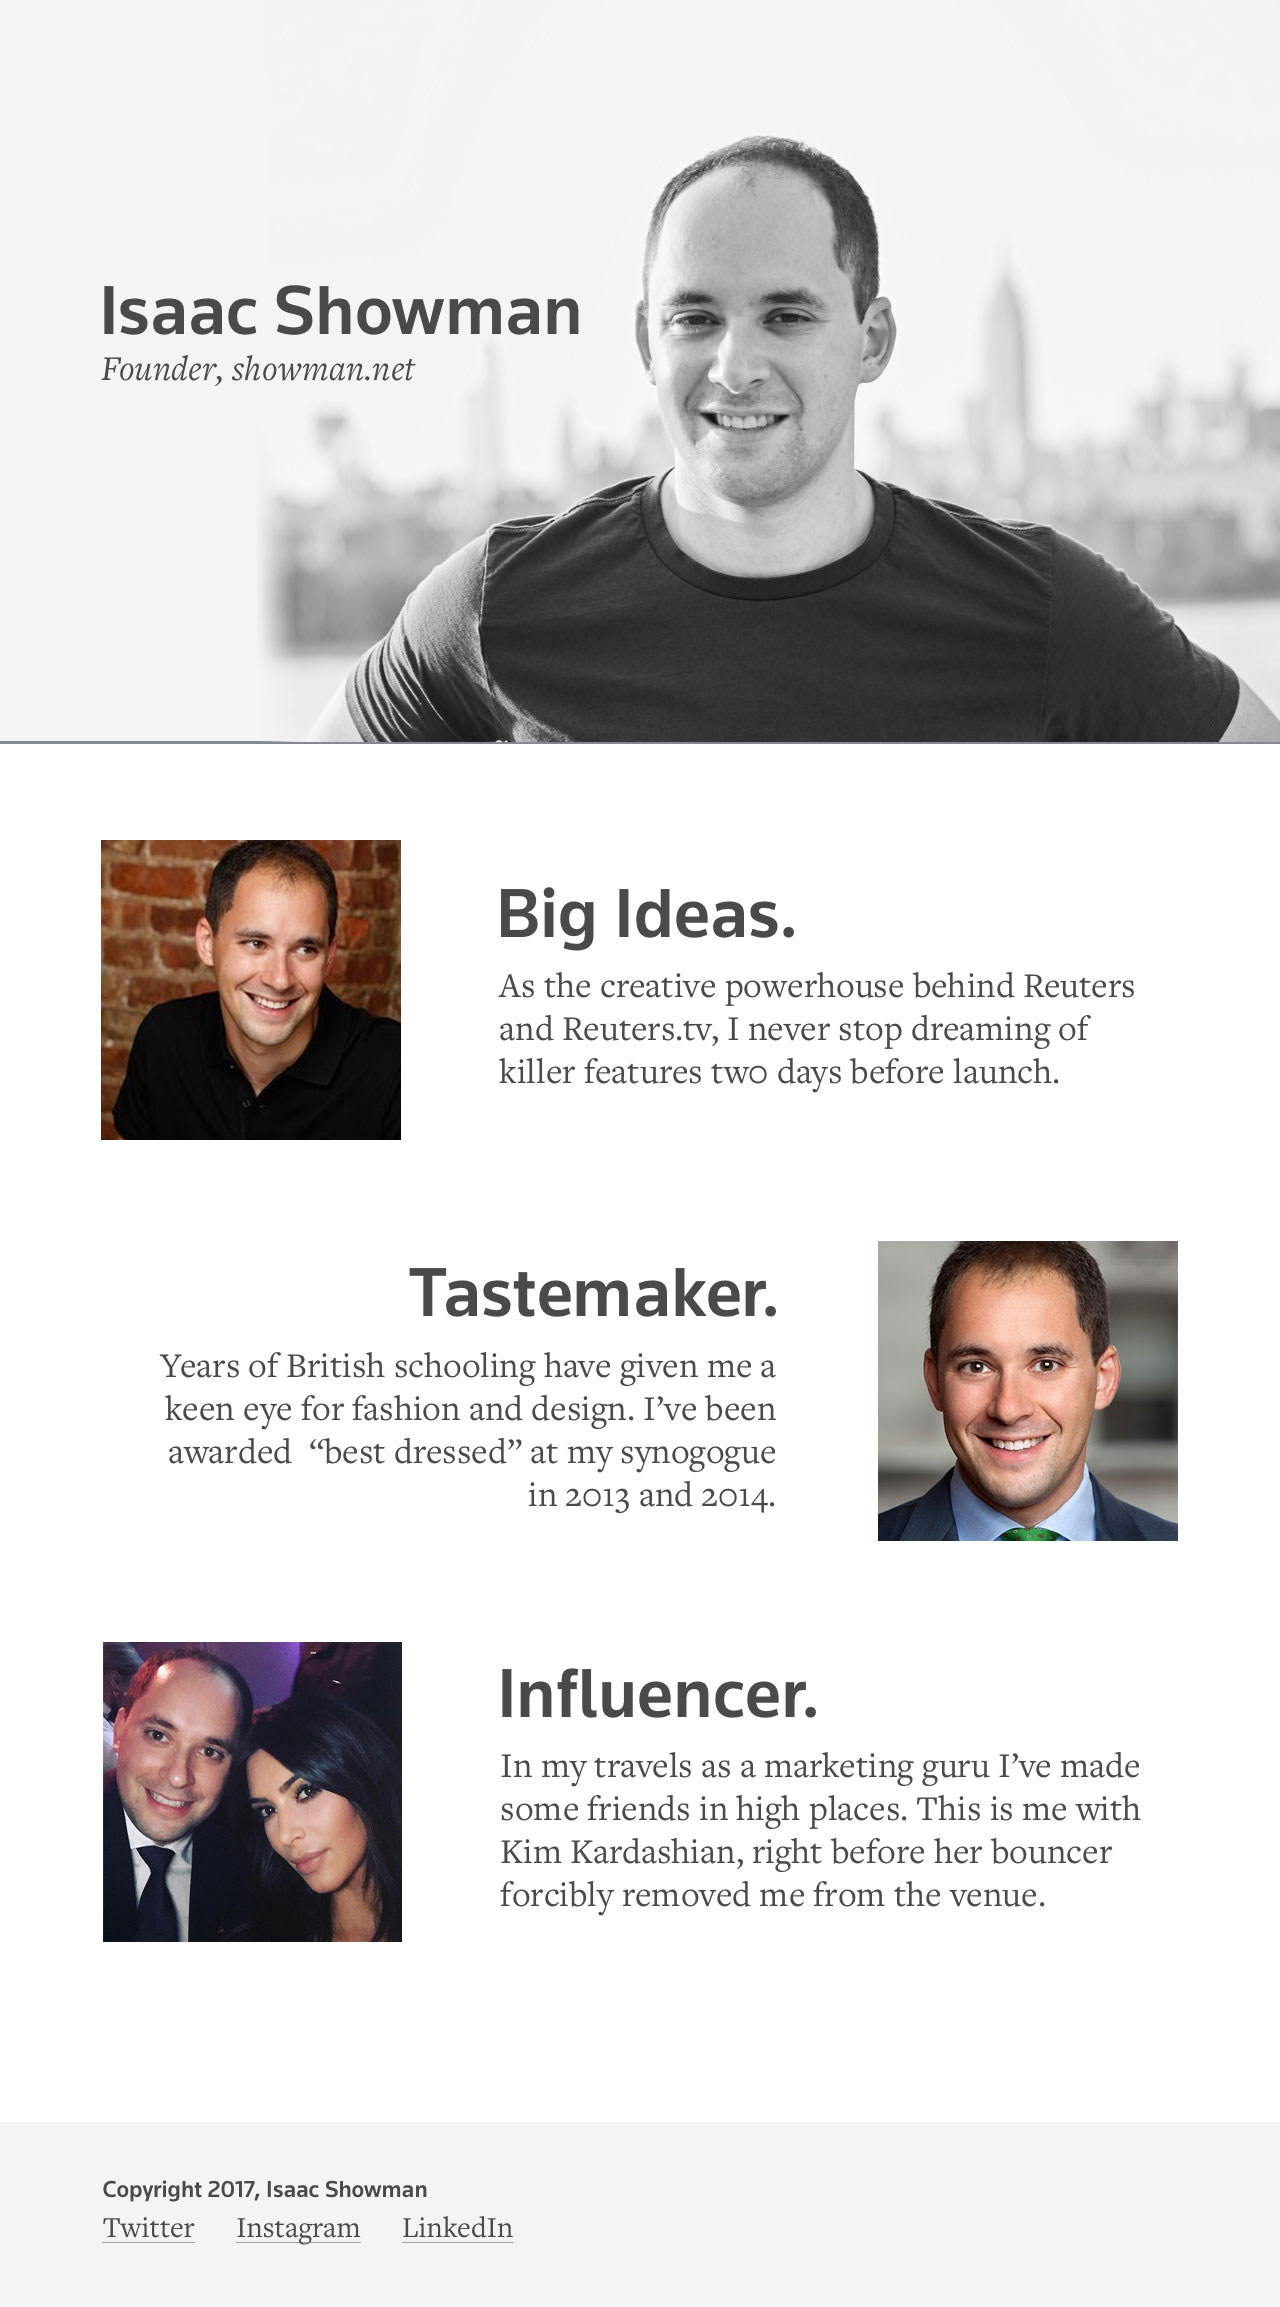 Isaac Showman
Founder, showman.net
Big Ideas.
As the creative powerhouse behind Reuters
and Reuters.tv, I never stop dreaming of
killer features two days before launch.
Tastemaker.
Years of British schooling have given me a
keen eye for fashion and design. I’ve been
awarded  “best dressed” at my synogogue
in 2013 and 2014.
Influencer.
In my travels as a marketing guru I’ve made
some friends in high places. This is me with
Kim Kardashian, right before her bouncer
forcibly removed me from the venue.
Copyright 2017, Isaac Showman
Twitter Instagram LinkedIn